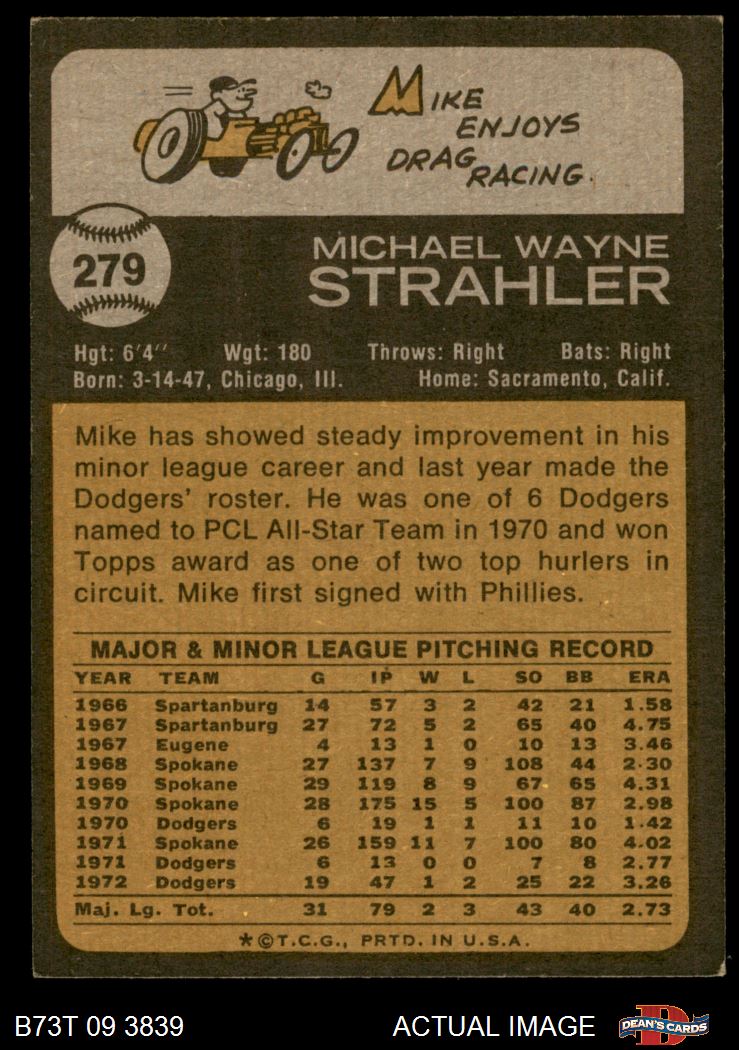 MIKE
ENJOYS
DRAG
RACING.
279
MICHAEL WAYNE
STRAHLER
Hgt: 6'4'' Wgt: 180 Throws: Right Bats: Right
Born: 3-14-47, Chicago, Ill. Home: Sacramento, Calif.
Mike has showed steady improvement in his
minor league career and last year made the
Dodgers' roster. He was one of 6 Dodgers
named to PCL All-Star Team in 1970 and won
Topps award as one of two top hurlers in
circuit. Mike first signed with Phillies.
MAJOR & MINOR LEAGUE PITCHING RECORD
YEAR TEAM G IP W L SO BB ERA
1966 Spartanburg 14 57 3 2 42 21 1.58
1967 Spartanburg 27 72 5 2 65 40 4.75
1967 Eugene 4 13 1 0 10 13 3.46
1968 Spokane 27 137 7 9 108 44 2.30
1969 Spokane 29 119 8 9 67 65 4.31
1970 Spokane 28 175 15 5 100 87 2.98
1970 Dodgers 6 19 1 1 11 10 1.42
1971 Spokane 26 159 11 7 100 80 4.02
1971 Dodgers 6 13 0 0 7 8 2.77
1972 Dodgers 19 47 1 2 25 22 3.26
Maj. Lg. Tot. 31 79 2 3 43 40 2.73
*©T.C.G., PRTD. IN U.S.A.
B73T 09 3839 ACTUAL IMAGE D DEAN'S CARDS